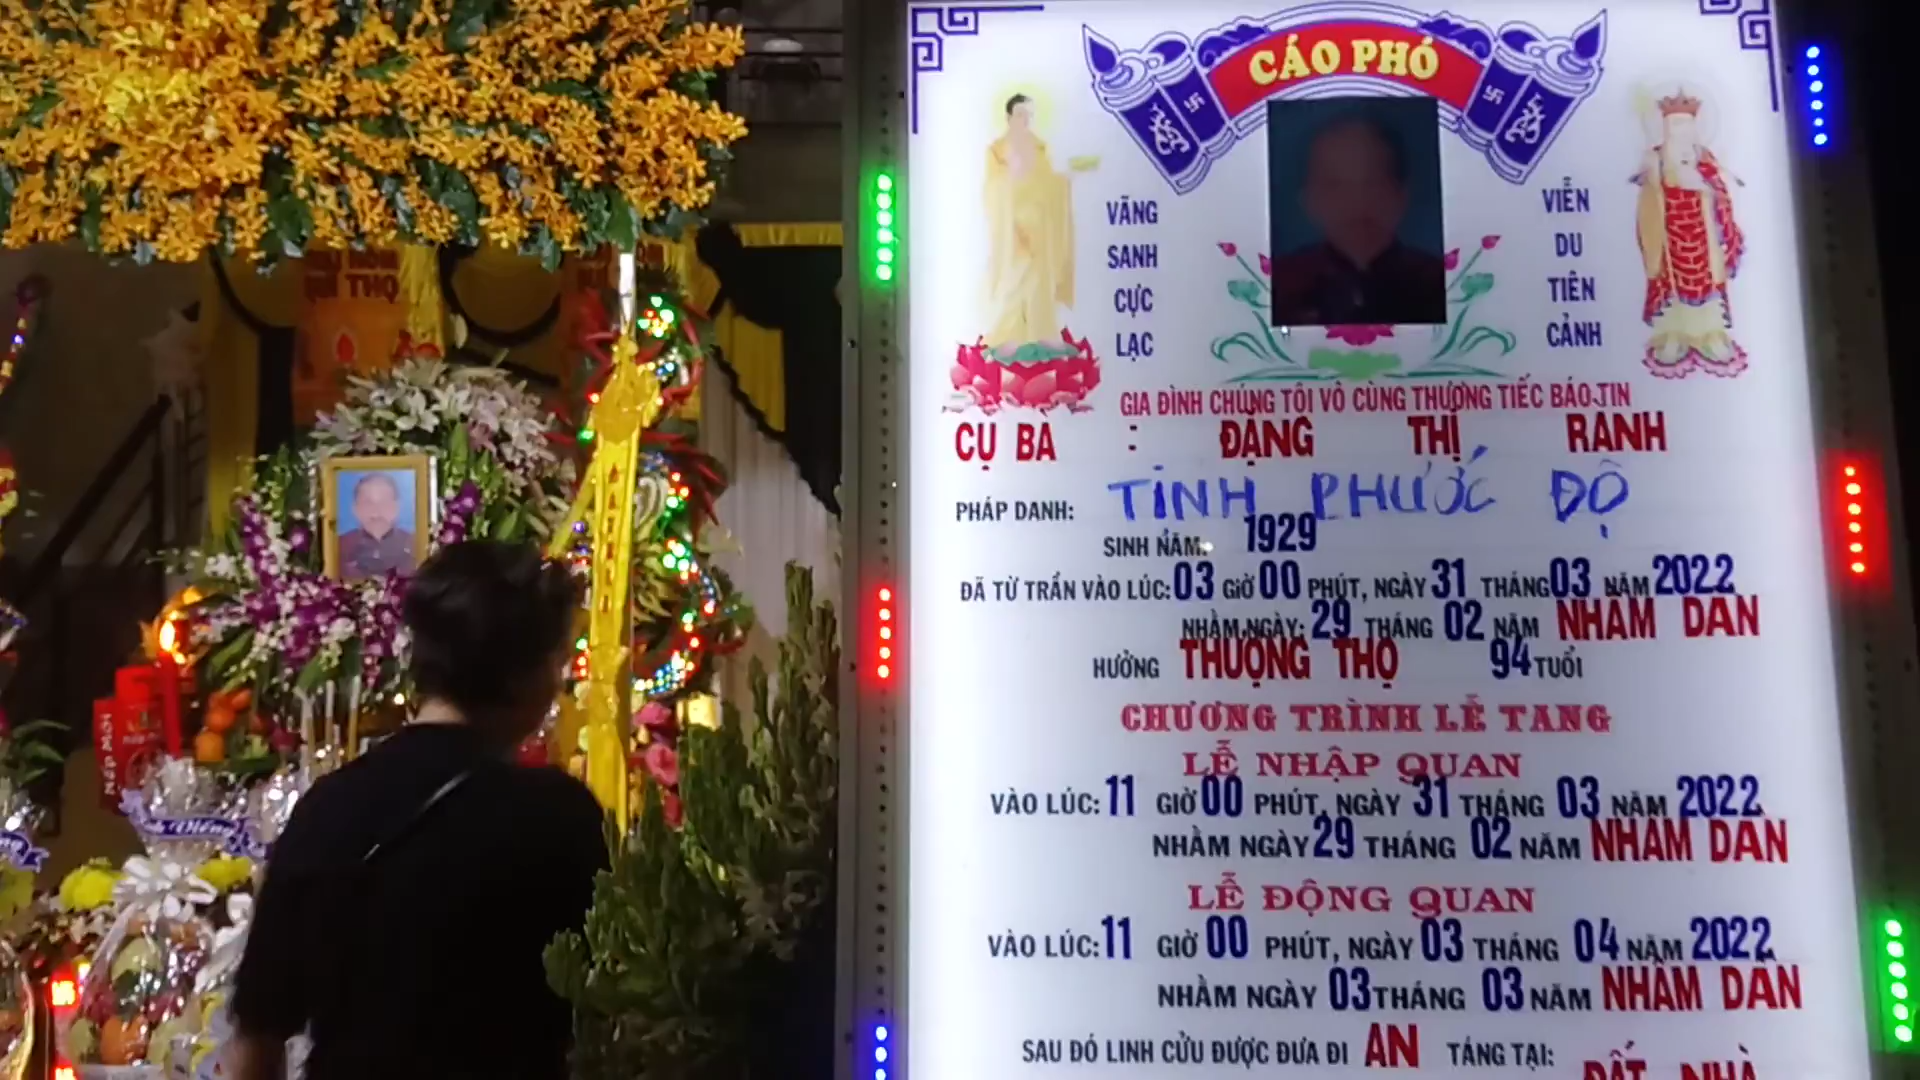 CÁO PHÓ
VÃNG
SANH
CỰC
LẠC
VIỄN
DU
TIÊN
CẢNH
GIA ĐÌNH CHÚNG TÔI VÔ CÙNG THƯƠNG TIẾC BÁO TIN
CỤ BÀ : ĐẶNG THỊ RANH
PHÁP DANH: TỊNH PHƯỚC ĐỘ
SINH NĂM: 1929
ĐÃ TỪ TRẦN VÀO LÚC: 03 GIỜ 00 PHÚT, NGÀY 31 THÁNG 03 NĂM 2022
NHẰM NGÀY: 29 THÁNG 02 NĂM NHÂM DẦN
HƯỞNG THƯỢNG THỌ 94 TUỔI
CHƯƠNG TRÌNH LỄ TANG
LỄ NHẬP QUAN
VÀO LÚC: 11 GIỜ 00 PHÚT, NGÀY 31 THÁNG 03 NĂM 2022
NHẰM NGÀY 29 THÁNG 02 NĂM NHÂM DẦN
LỄ ĐỘNG QUAN
VÀO LÚC: 11 GIỜ 00 PHÚT, NGÀY 03 THÁNG 04 NĂM 2022
NHẰM NGÀY 03 THÁNG 03 NĂM NHÂM DẦN
SAU ĐÓ LINH CỬU ĐƯỢC ĐƯA ĐI AN TÁNG TẠI:
ĐẤT NHÀ
Nếp Mới